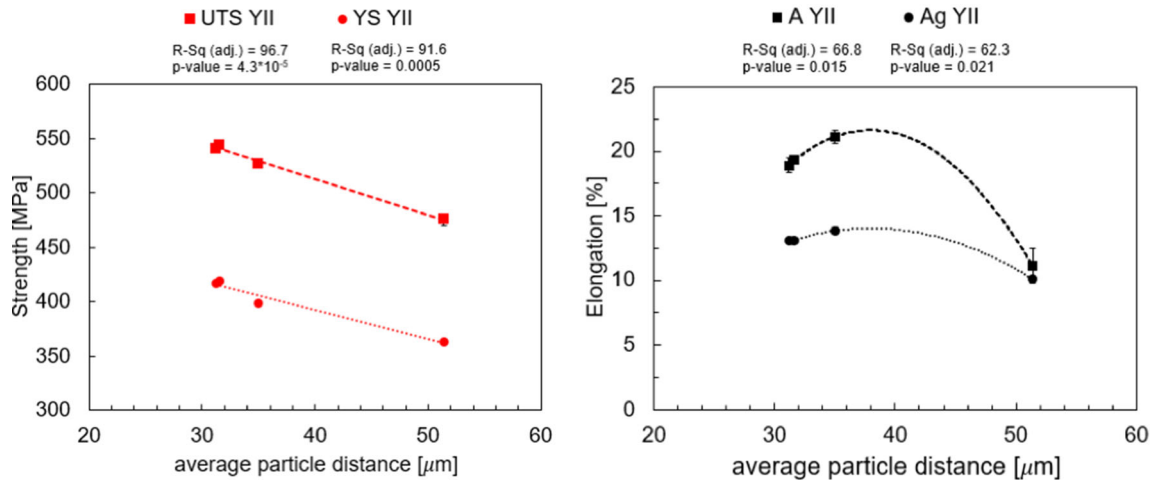 UTS YII YS YII
R-Sq (adj.) = 96.7 R-Sq (adj.) = 91.6
p-value = 4.3*10⁻⁵ p-value = 0.0005
600
550
500
450
400
350
300
Strength [MPa]
20 30 40 50 60
average particle distance [μm]
A YII Ag YII
R-Sq (adj.) = 66.8 R-Sq (adj.) = 62.3
p-value = 0.015 p-value = 0.021
25
20
15
10
5
0
Elongation [%]
20 30 40 50 60
average particle distance [μm]